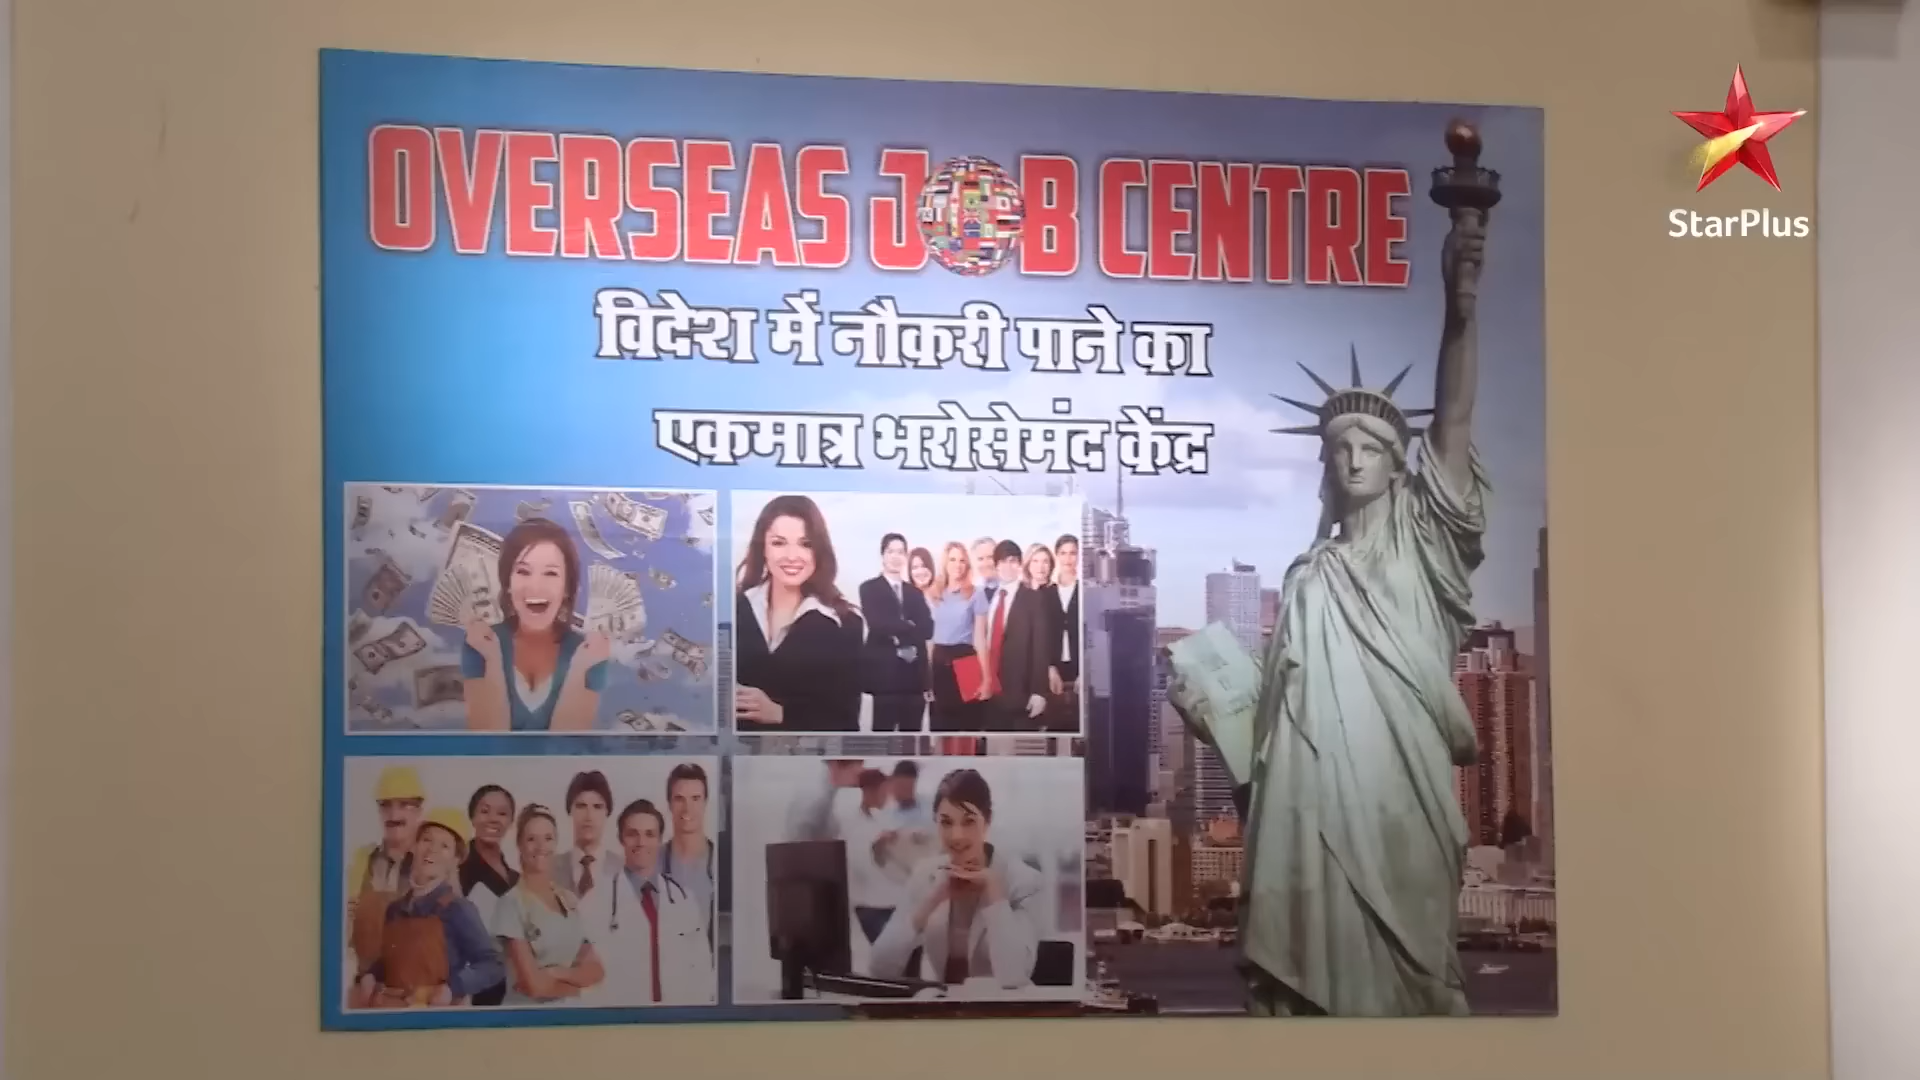 OVERSEAS JOB CENTRE
विदेश में नौकरी पाने का
एकमात्र भरोसेमंद केंद्र
StarPlus